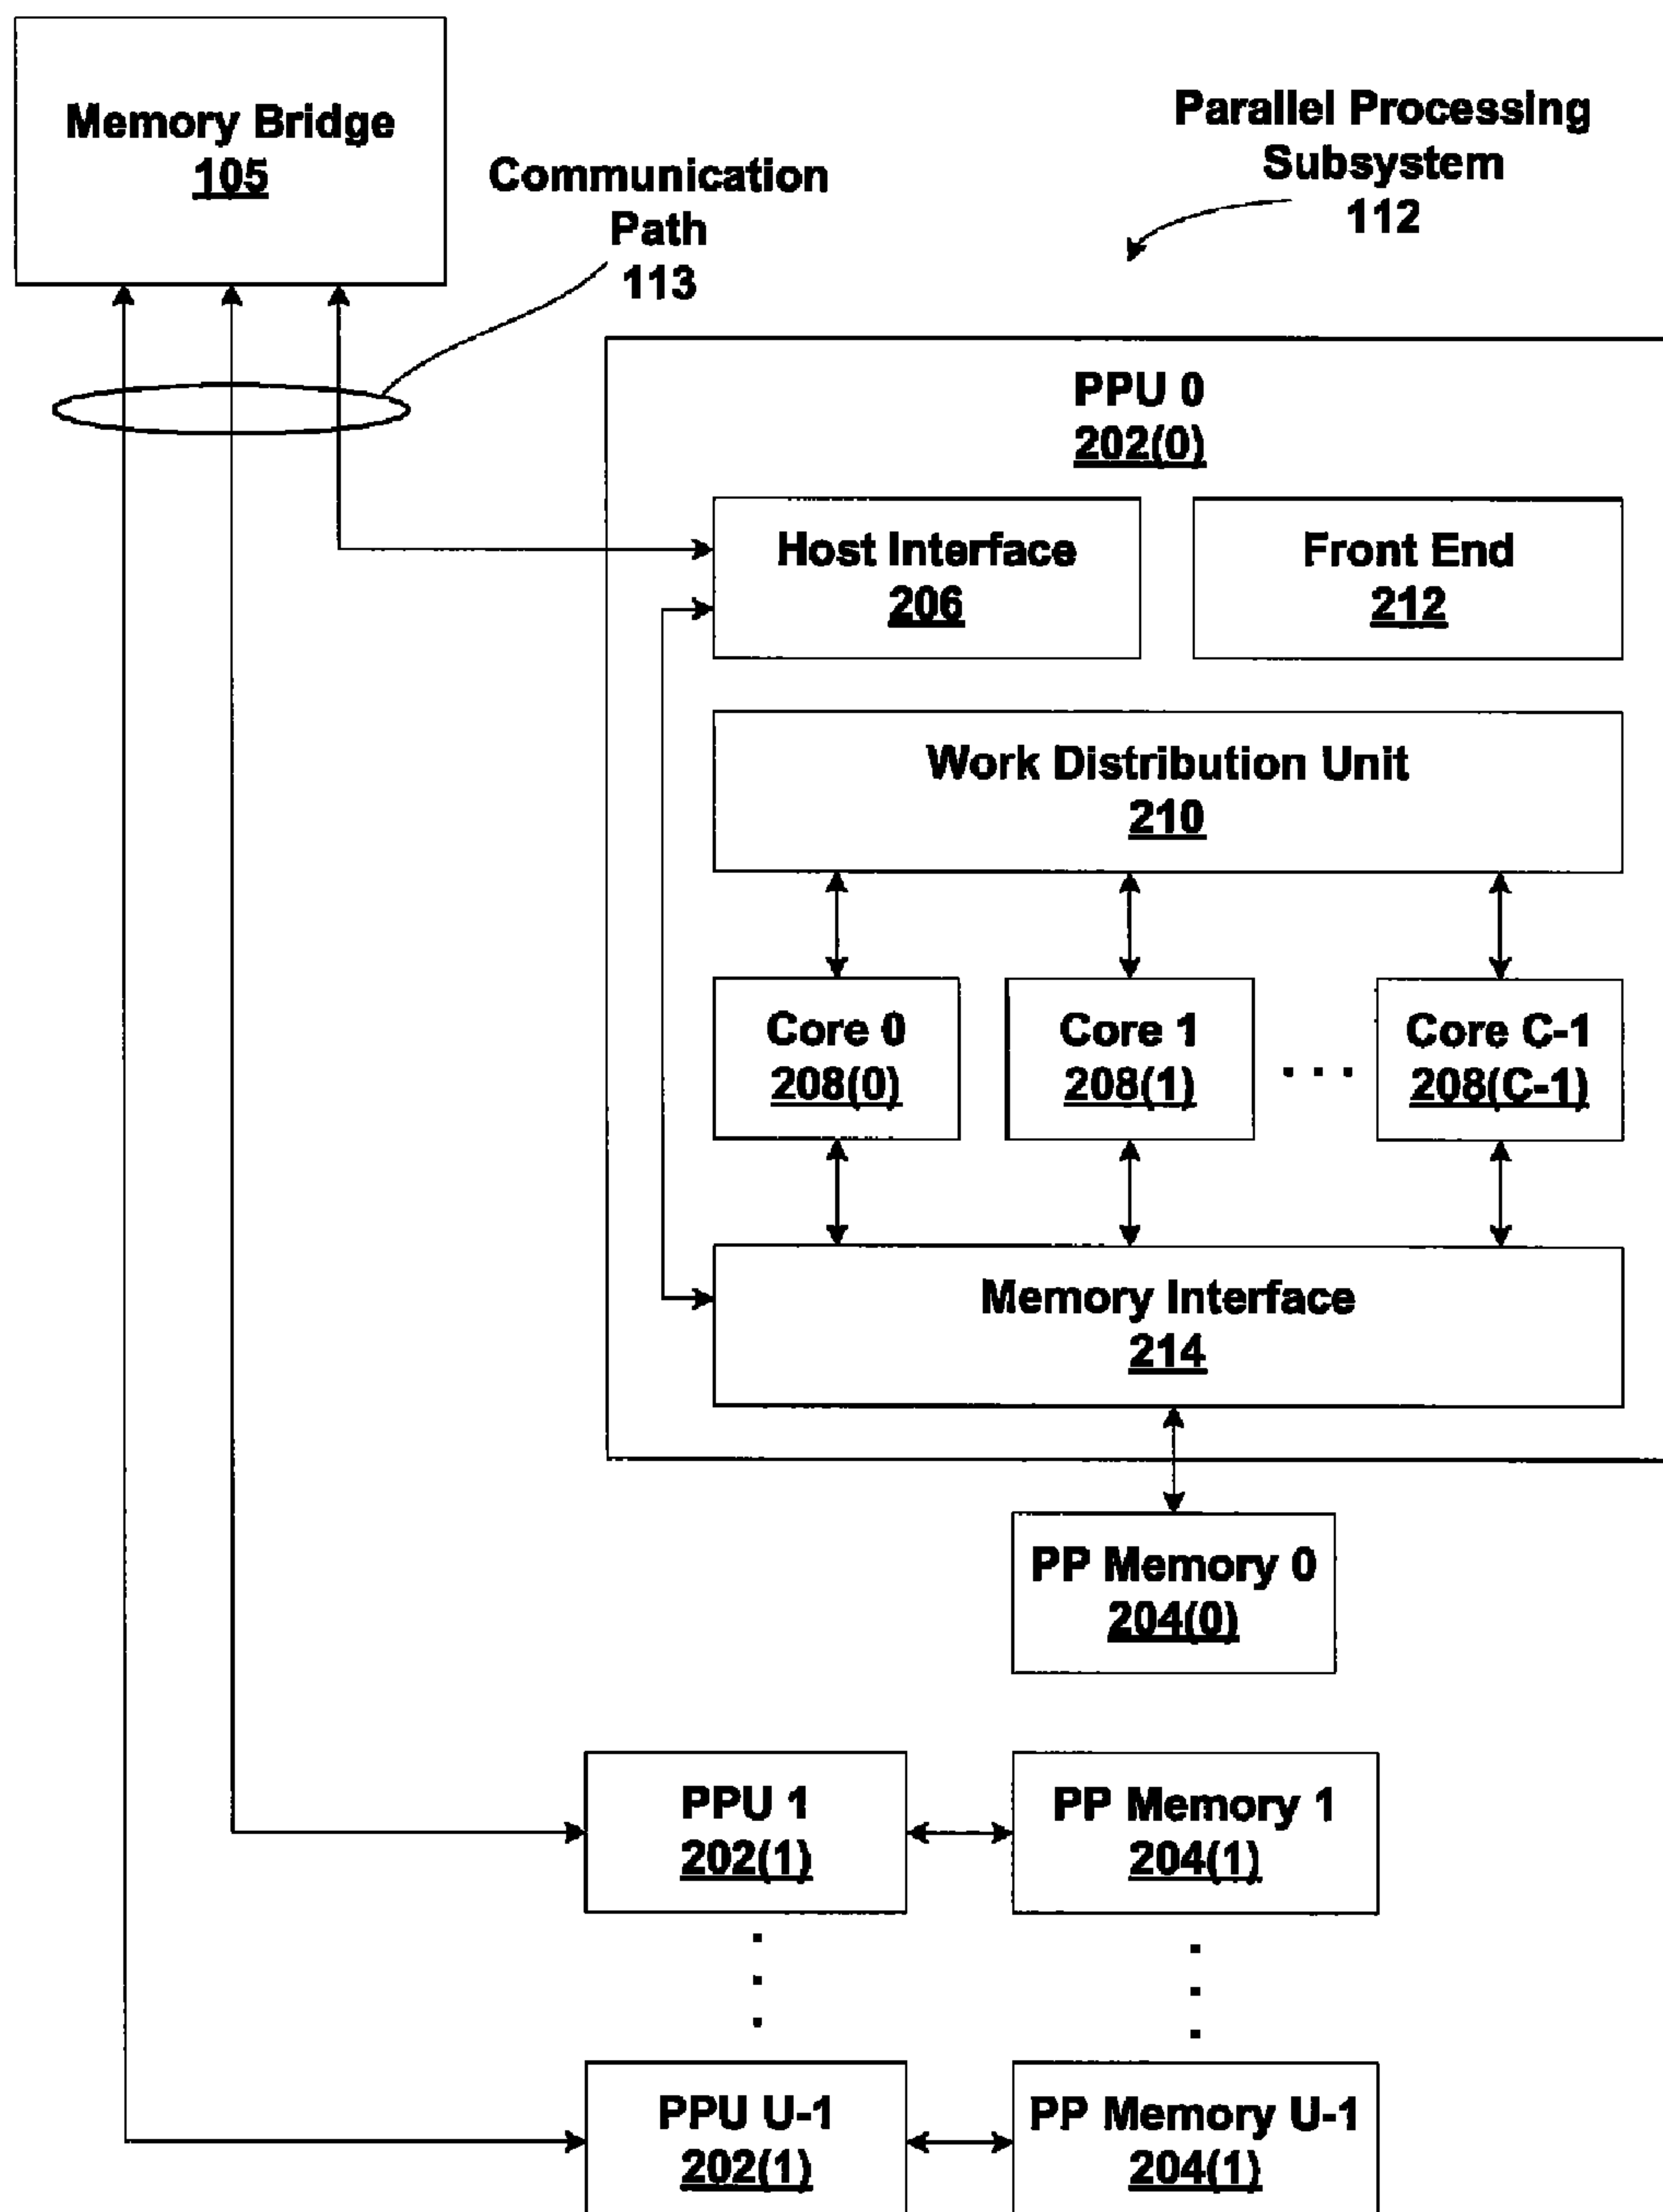 Memory Bridge
105
Communication
Path
113
Parallel Processing
Subsystem
112
PPU 0
202(0)
Host Interface
206
Front End
212
Work Distribution Unit
210
Core 0
208(0)
Core 1
208(1)
. . .
Core C-1
208(C-1)
Memory Interface
214
PP Memory 0
204(0)
PPU 1
202(1)
PP Memory 1
204(1)
PPU U-1
202(1)
PP Memory U-1
204(1)